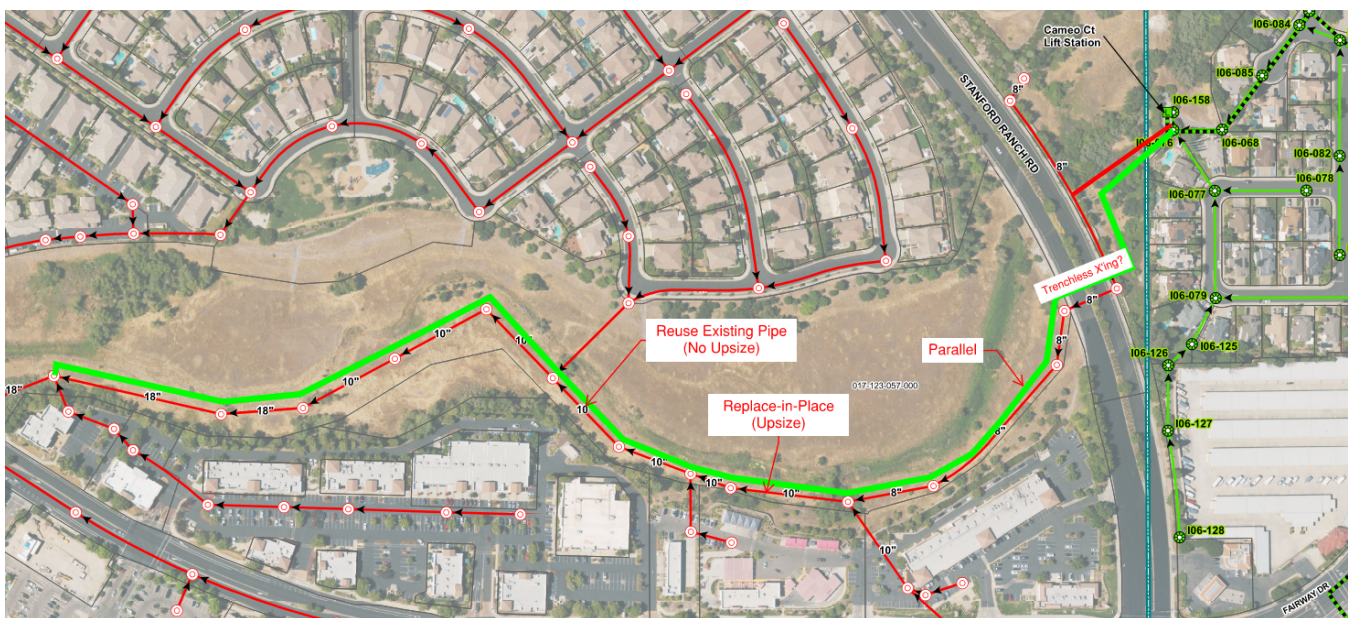 Cameo Ct
Lift Station
I06-084
I06-085
I06-158
I06-076
I06-068
I06-082
I06-078
I06-077
I06-079
I06-125
I06-126
I06-127
I06-128
STANFORD RANCH RD
8"
8"
Trenchless X'ing?
8"
8"
8"
8"
Parallel
017-123-057-000
Reuse Existing Pipe
(No Upsize)
Replace-in-Place
(Upsize)
10"
10"
10"
10
10"
10"
10"
10"
18"
18"
18"
FAIRWAY DR